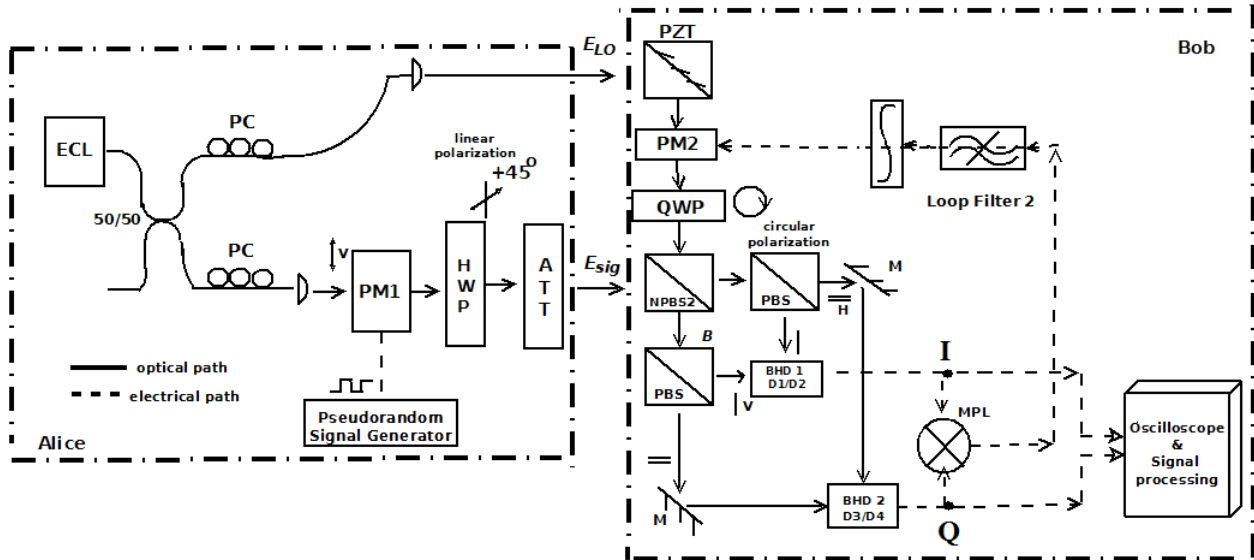 Alice
ECL
50/50
PC
PC
V
PM1
HWP
linear
polarization
+45°
ATT
E_LO
E_sig
optical path
electrical path
Pseudorandom
Signal Generator
Bob
PZT
PM2
QWP
circular
polarization
NPBS2
PBS
H
M
B
PBS
V
BHD 1
D1/D2
I
MPL
Loop Filter 2
M
BHD 2
D3/D4
Q
Oscilloscope
&
Signal
processing